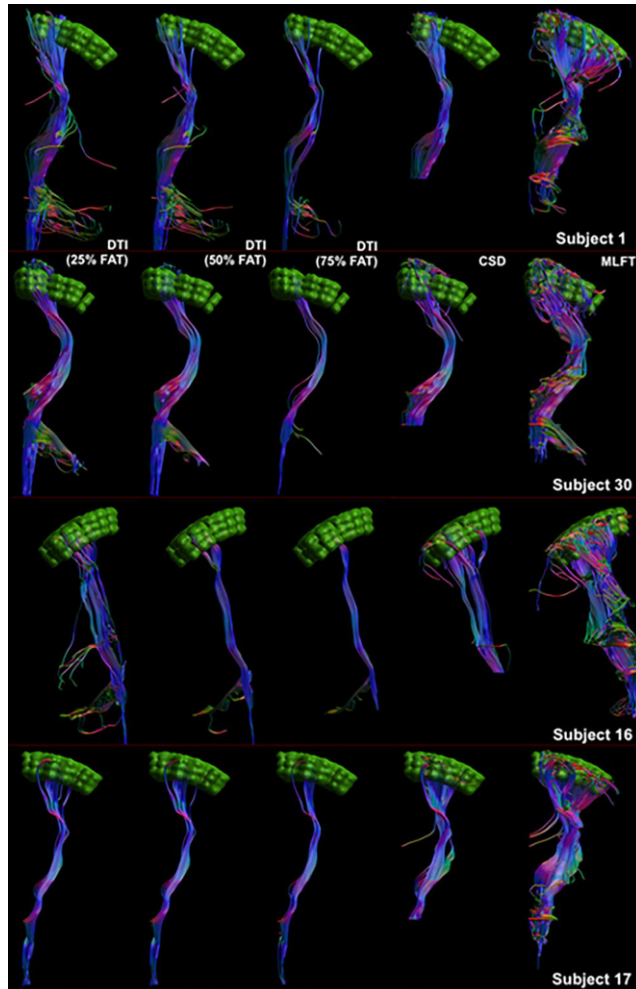 Subject 1
DTI
(25% FAT)
DTI
(50% FAT)
DTI
(75% FAT)
CSD
MLFT
Subject 30
Subject 16
Subject 17